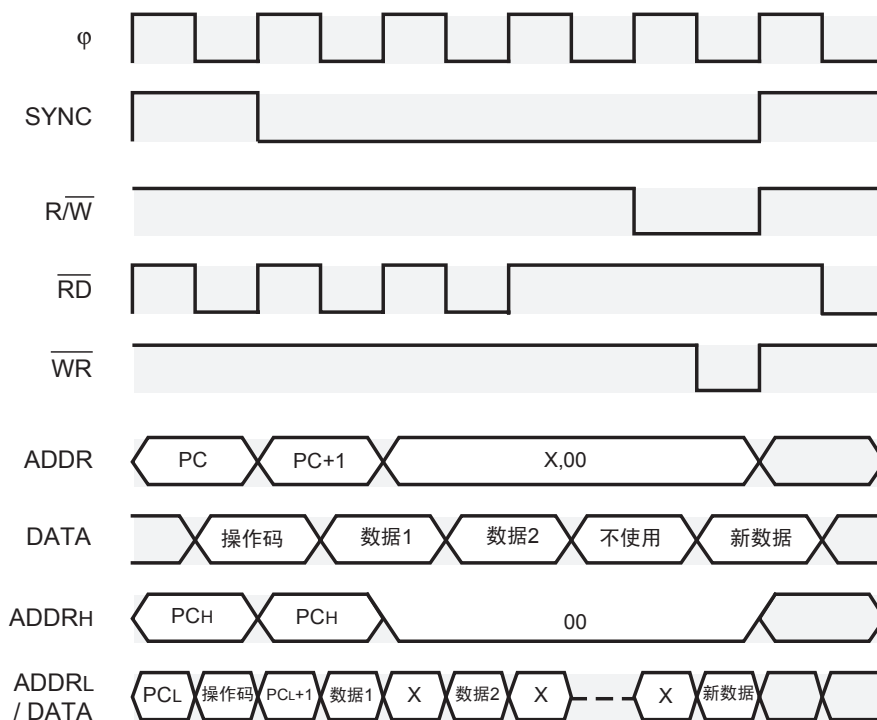 φ
SYNC
R/W̅
R̅D̅
W̅R̅
ADDR PC PC+1 X,00
DATA 操作码 数据1 数据2 不使用 新数据
ADDRH PCH PCH 00
ADDRL
/ DATA PCL 操作码 PCL+1 数据1 X 数据2 X X 新数据